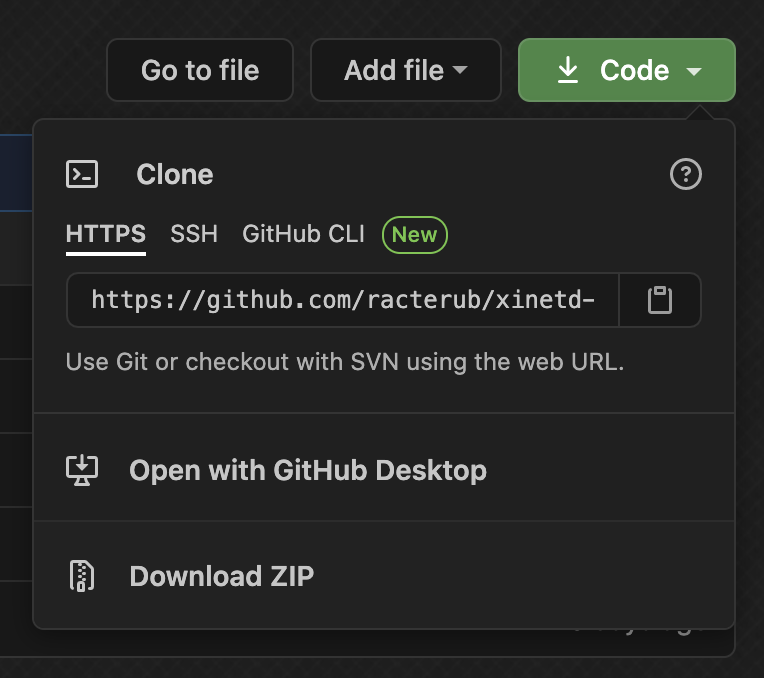 Go to file Add file Code
Clone
HTTPS SSH GitHub CLI New
https://github.com/racterub/xinetd-
Use Git or checkout with SVN using the web URL.
Open with GitHub Desktop
Download ZIP